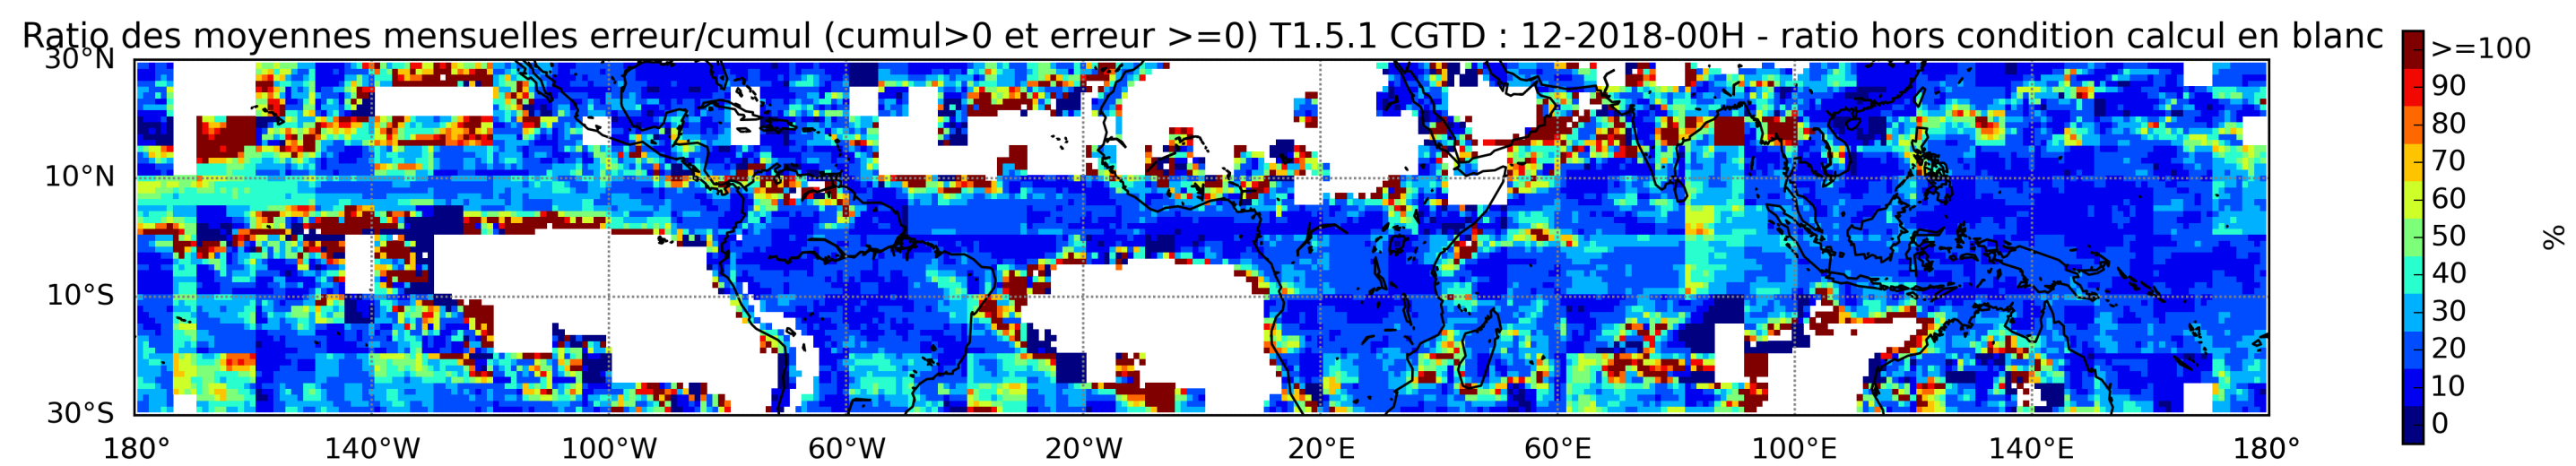 Ratio des moyennes mensuelles erreur/cumul (cumul>0 et erreur >=0) T1.5.1 CGTD : 12-2018-00H - ratio hors condition calcul en blanc
30°N
10°N
10°S
30°S
180°
140°W
100°W
60°W
20°W
20°E
60°E
100°E
140°E
180°
>=100
90
80
70
60
50
40
30
20
10
0
%